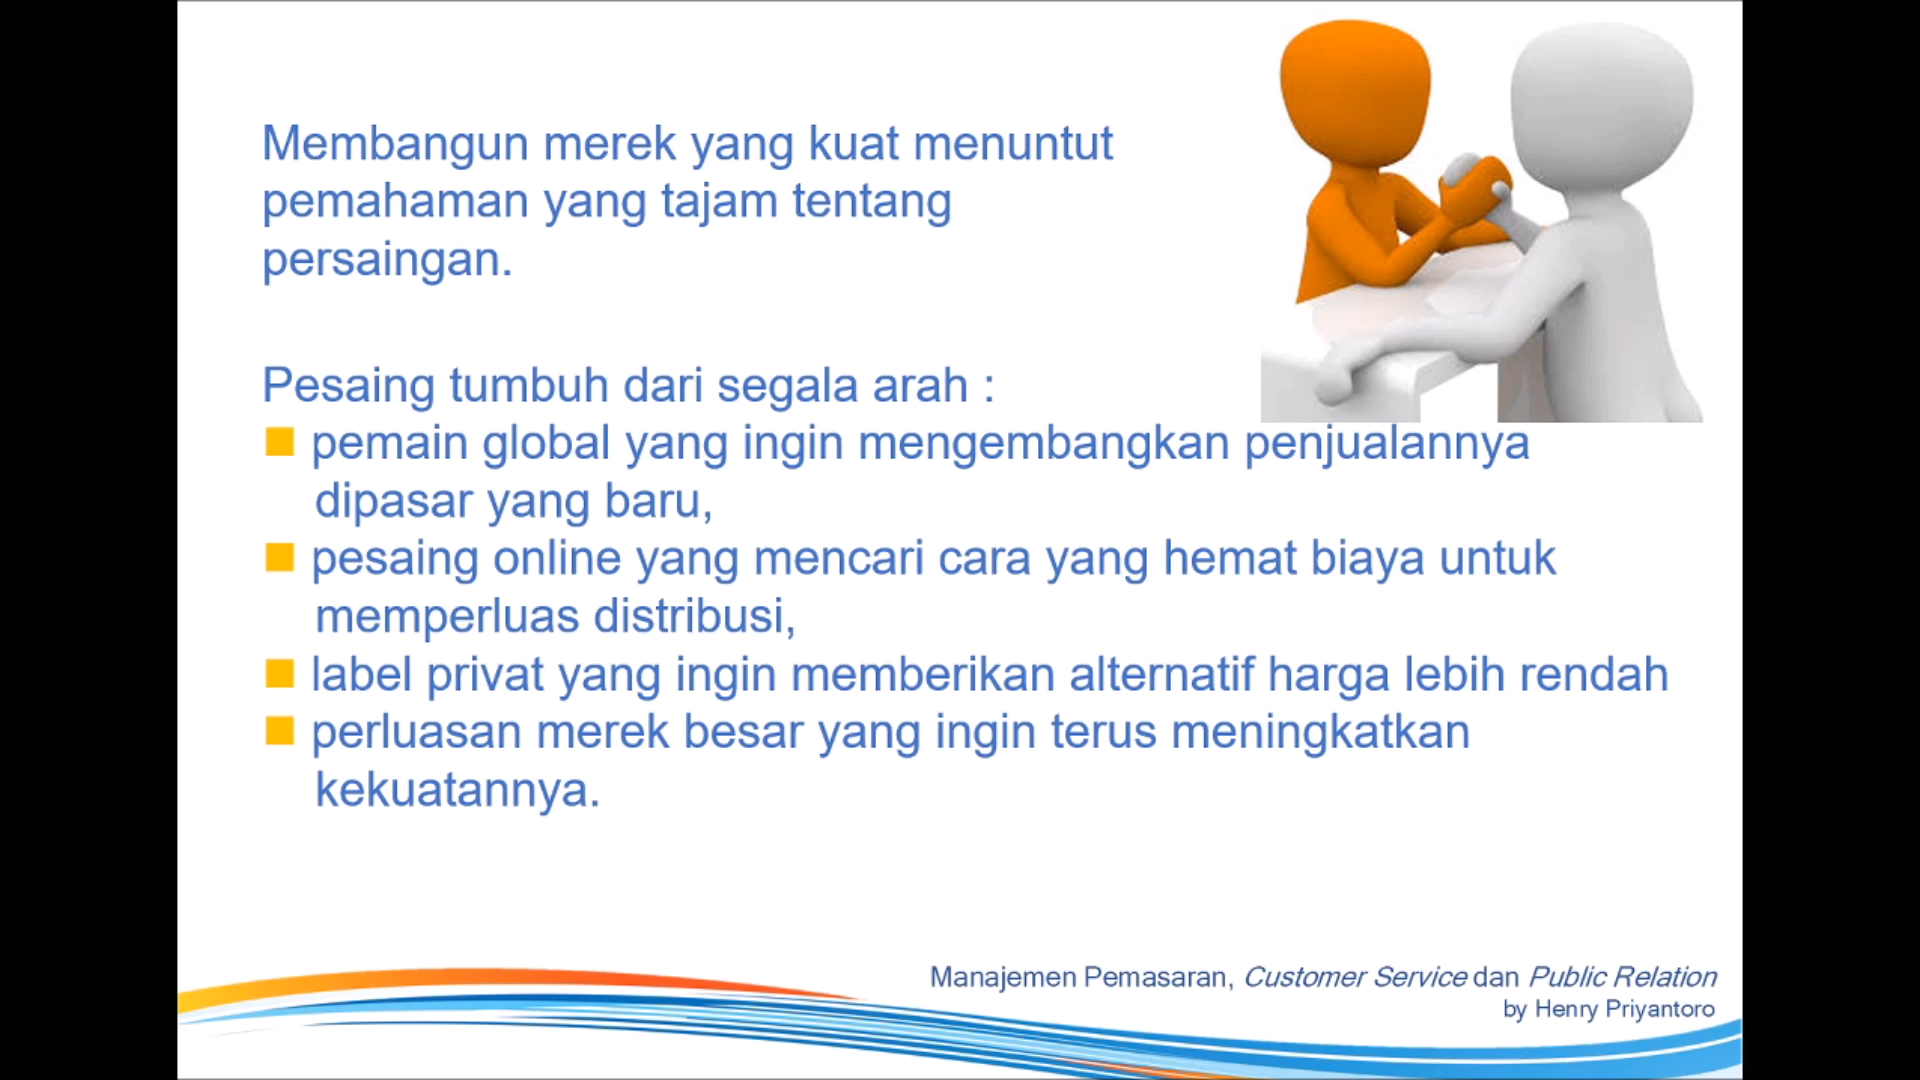 Membangun merek yang kuat menuntut
pemahaman yang tajam tentang
persaingan.
Pesaing tumbuh dari segala arah :
pemain global yang ingin mengembangkan penjualannya
dipasar yang baru,
pesaing online yang mencari cara yang hemat biaya untuk
memperluas distribusi,
label privat yang ingin memberikan alternatif harga lebih rendah
perluasan merek besar yang ingin terus meningkatkan
kekuatannya.
Manajemen Pemasaran, Customer Service dan Public Relation
by Henry Priyantoro